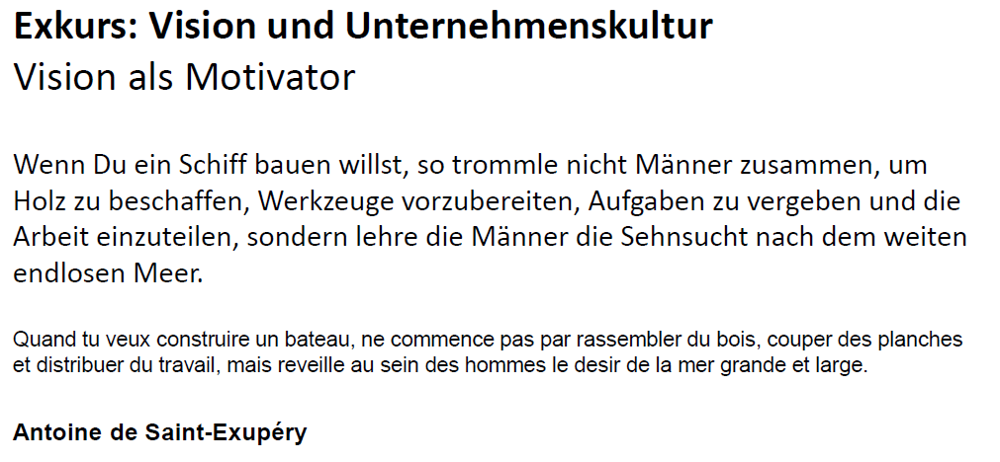 Exkurs: Vision und Unternehmenskultur
Vision als Motivator
Wenn Du ein Schiff bauen willst, so trommle nicht Männer zusammen, um
Holz zu beschaffen, Werkzeuge vorzubereiten, Aufgaben zu vergeben und die
Arbeit einzuteilen, sondern lehre die Männer die Sehnsucht nach dem weiten
endlosen Meer.
Quand tu veux construire un bateau, ne commence pas par rassembler du bois, couper des planches
et distribuer du travail, mais reveille au sein des hommes le desir de la mer grande et large.
Antoine de Saint-Exupéry